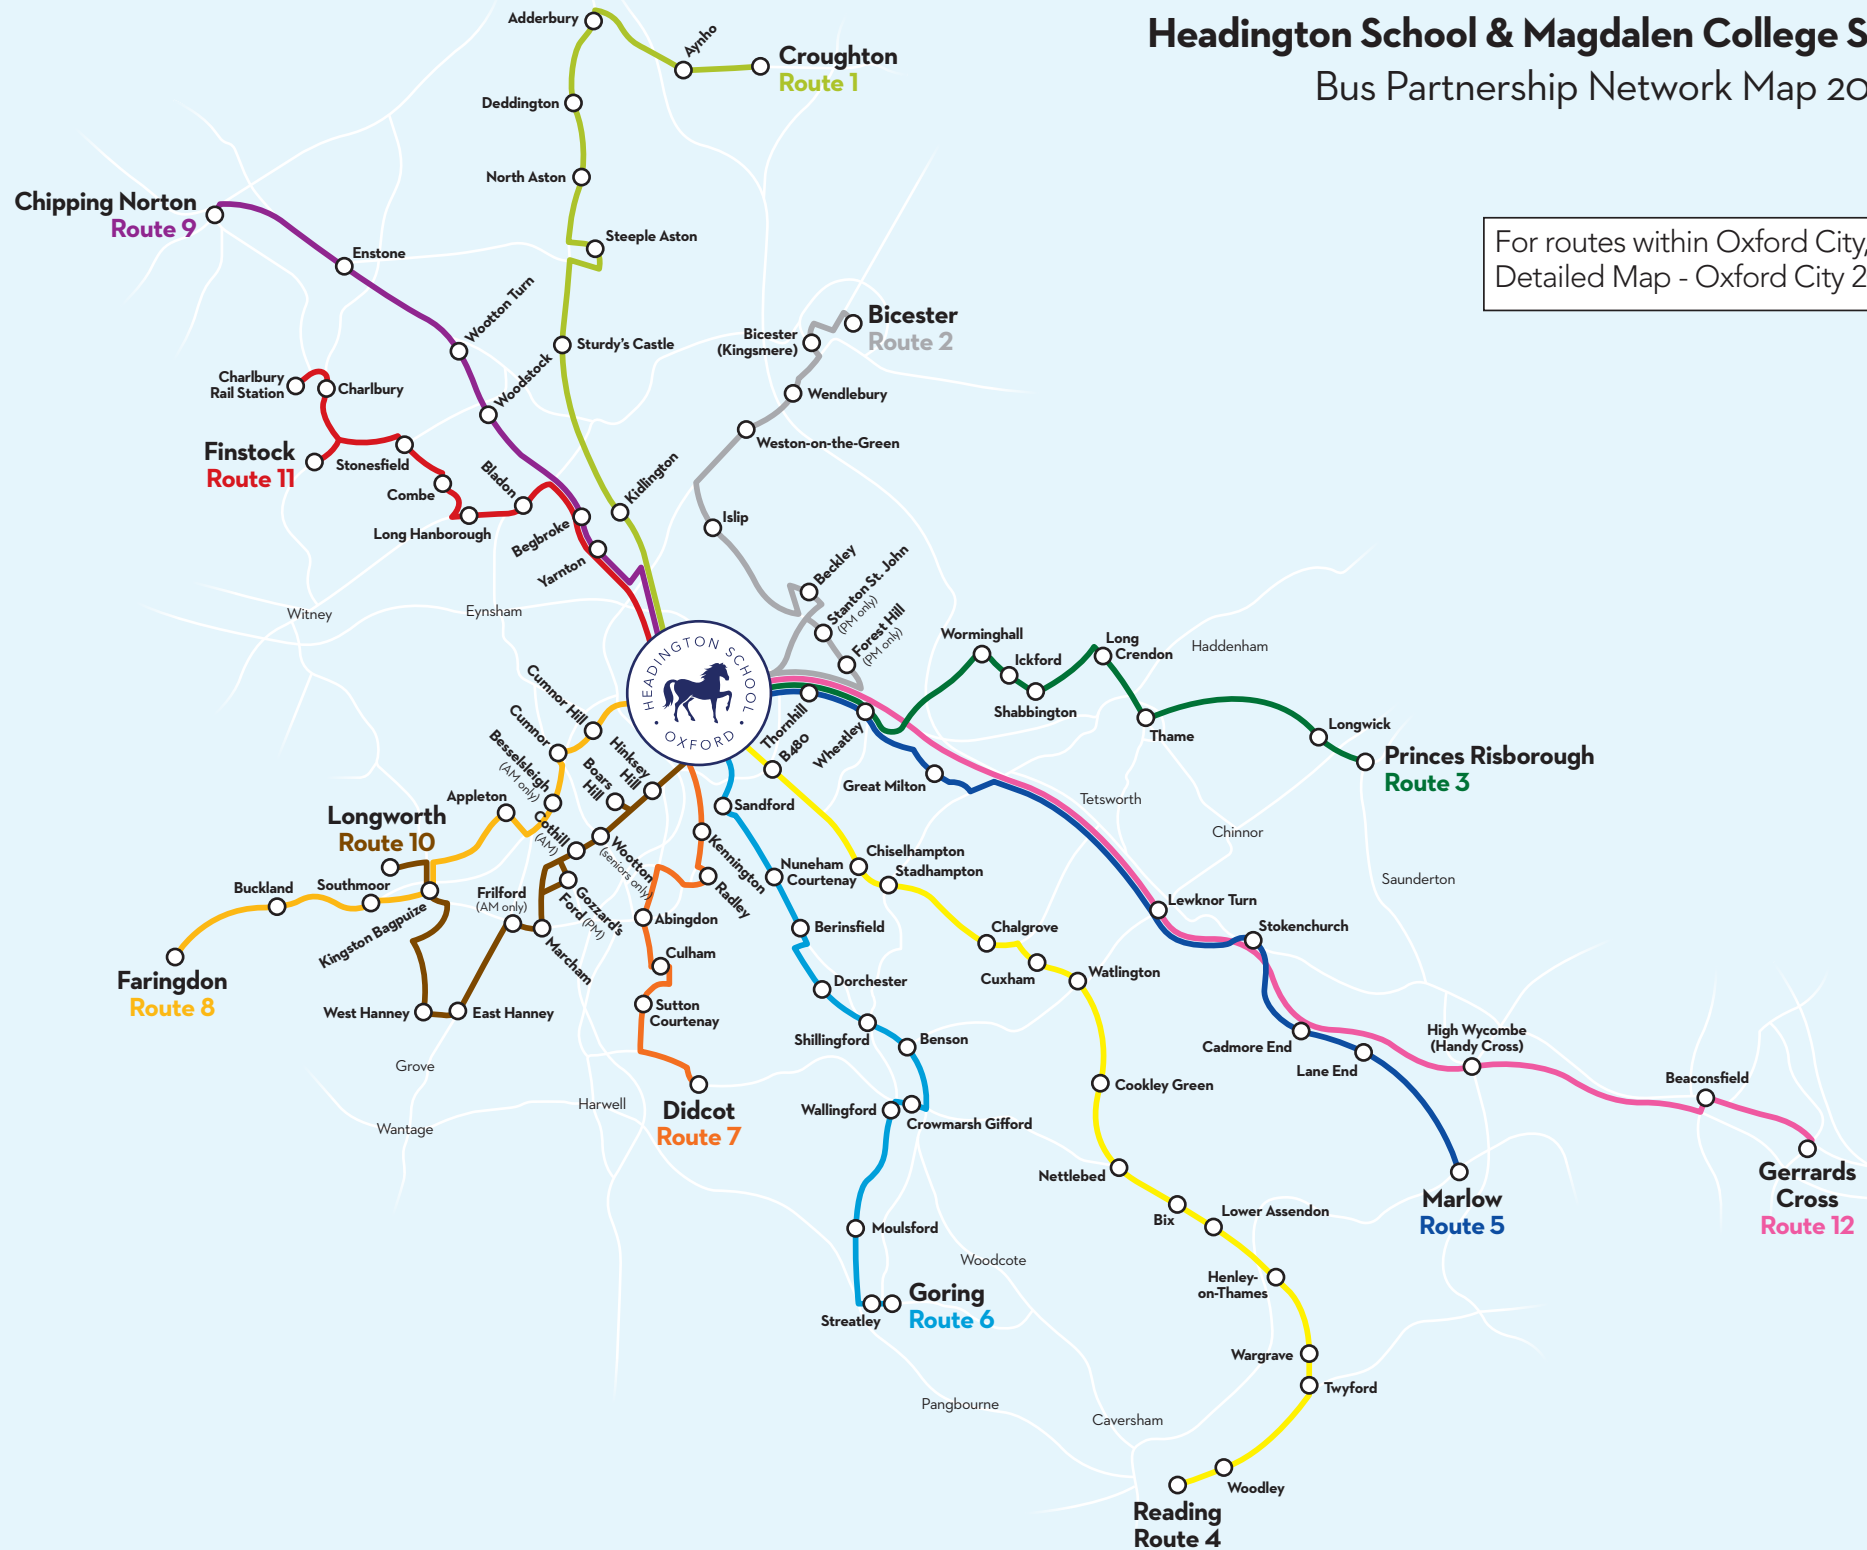 Headington School & Magdalen College S
Bus Partnership Network Map 20
For routes within Oxford City,
Detailed Map - Oxford City 2
Adderbury
Aynho
Croughton
Route 1
Deddington
North Aston
Steeple Aston
Sturdy's Castle
Kidlington
Chipping Norton
Route 9
Enstone
Wootton Turn
Woodstock
Begbroke
Yarnton
Charlbury
Rail Station
Charlbury
Finstock
Route 11
Stonesfield
Combe
Long Hanborough
Bladon
Bicester
Route 2
Bicester
(Kingsmere)
Wendlebury
Weston-on-the-Green
Islip
Beckley
Stanton St. John
(PM only)
Forest Hill
(PM only)
Witney
Eynsham
HEADINGTON SCHOOL
• OXFORD •
Worminghall
Ickford
Shabbington
Long
Crendon
Haddenham
Thame
Longwick
Princes Risborough
Route 3
Thornhill
Wheatley
B480
Great Milton
Tetsworth
Chinnor
Saunderton
Lewknor Turn
Stokenchurch
Cadmore End
Lane End
High Wycombe
(Handy Cross)
Beaconsfield
Marlow
Route 5
Gerrards
Cross
Route 12
Cumnor Hill
Cumnor
Besselsleigh
(AM only)
Appleton
Hinksey
Hill
Boars
Hill
Longworth
Route 10
Cothill
(AM)
Wootton
(seniors only)
Gozzard's
Ford (PM)
Buckland
Southmoor
Kingston Bagpuize
Frilford
(AM only)
Marcham
Faringdon
Route 8
West Hanney
East Hanney
Grove
Wantage
Harwell
Sandford
Kennington
Radley
Abingdon
Culham
Sutton
Courtenay
Didcot
Route 7
Nuneham
Courtenay
Berinsfield
Dorchester
Shillingford
Benson
Wallingford
Crowmarsh Gifford
Moulsford
Streatley
Goring
Route 6
Chiselhampton
Stadhampton
Chalgrove
Cuxham
Watlington
Cookley Green
Nettlebed
Bix
Lower Assendon
Woodcote
Henley-
on-Thames
Wargrave
Twyford
Pangbourne
Caversham
Woodley
Reading
Route 4